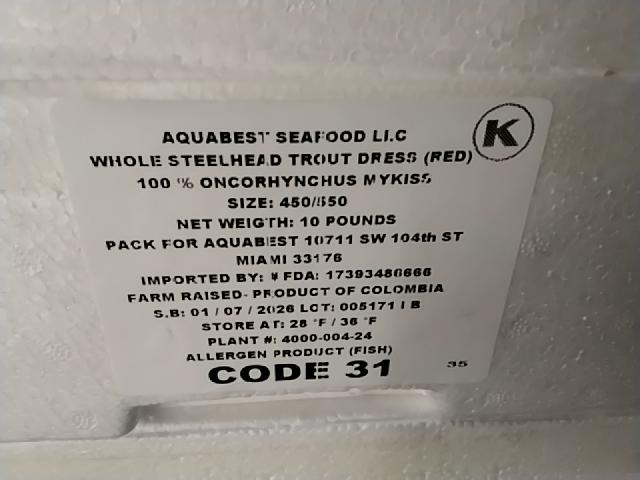 K
AQUABEST SEAFOOD LLC
WHOLE STEELHEAD TROUT DRESS (RED)
100 % ONCORHYNCHUS MYKISS
SIZE: 450/550
NET WEIGTH: 10 POUNDS
PACK FOR AQUABEST 10711 SW 104th ST
MIAMI 33176
IMPORTED BY: # FDA: 17393486666
FARM RAISED- PRODUCT OF COLOMBIA
S.B: 01 / 07 / 2026 LOT:
STORE AT: 28 °F / 36 °F
PLANT #: 4000-004-24
ALLERGEN PRODUCT (FISH)
CODE 31
35